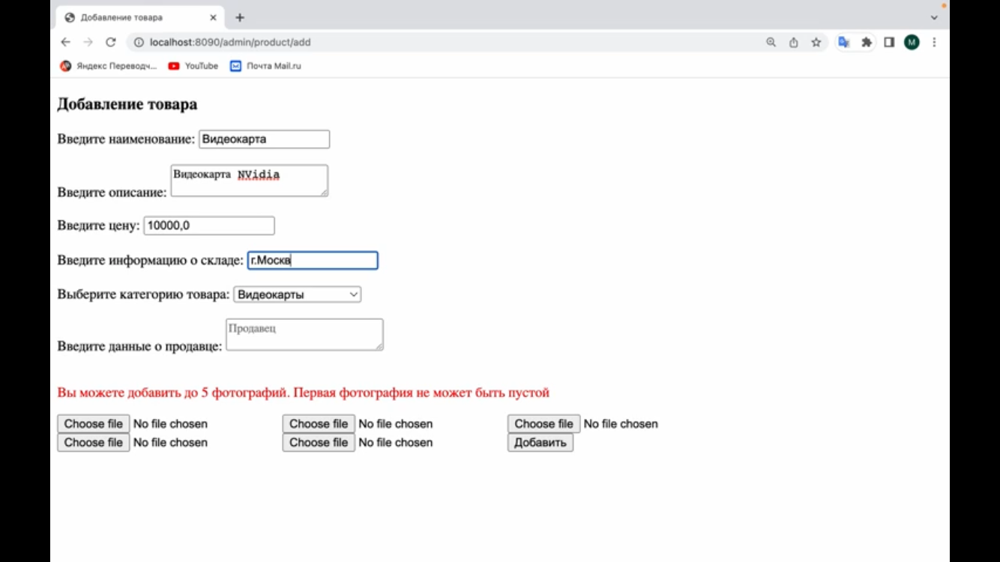 Добавление товара
localhost:8090/admin/product/add
M
Яндекс Переводч... YouTube Почта Mail.ru
Добавление товара
Введите наименование: Видеокарта
Видеокарта NVidia
Введите описание:
Введите цену: 10000,0
Введите информацию о складе: г.Москв
Выберите категорию товара: Видеокарты
Продавец
Введите данные о продавце:
Вы можете добавить до 5 фотографий. Первая фотография не может быть пустой
Choose file No file chosen Choose file No file chosen Choose file No file chosen
Choose file No file chosen Choose file No file chosen Добавить